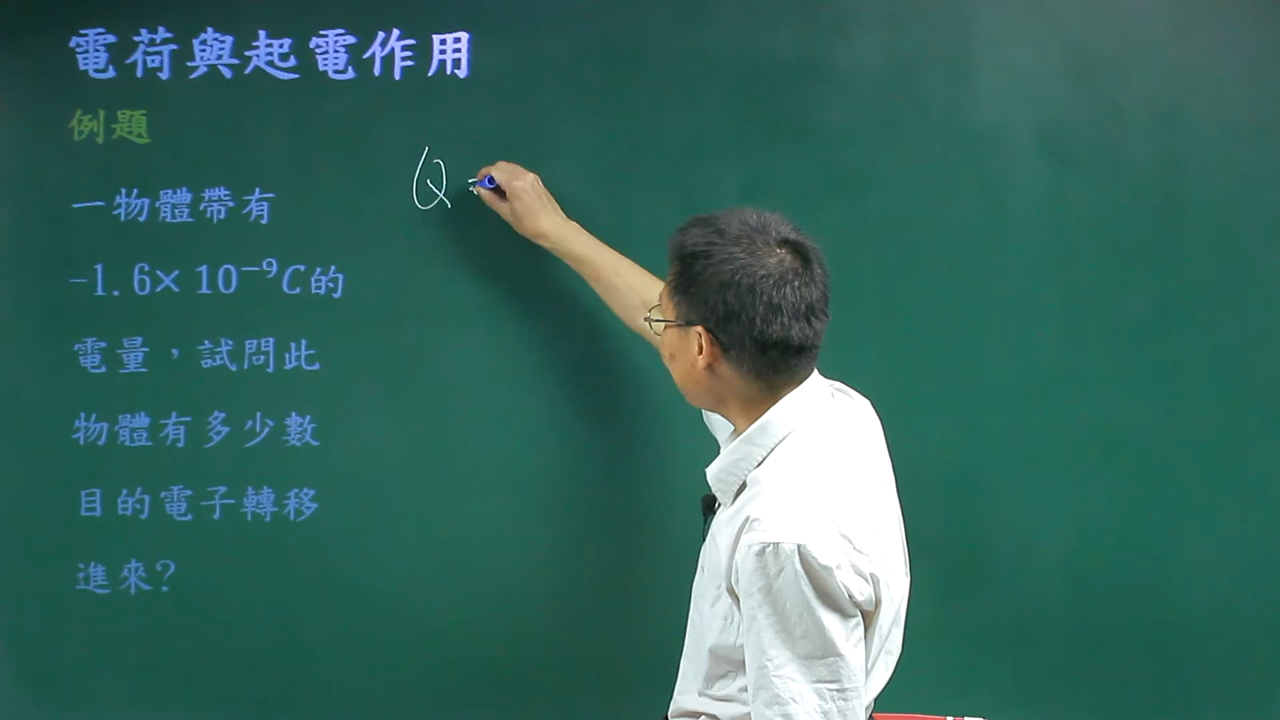 電荷與起電作用
例題
一物體帶有
-1.6× 10⁻⁹C的
電量，試問此
物體有多少數
目的電子轉移
進來?
Q